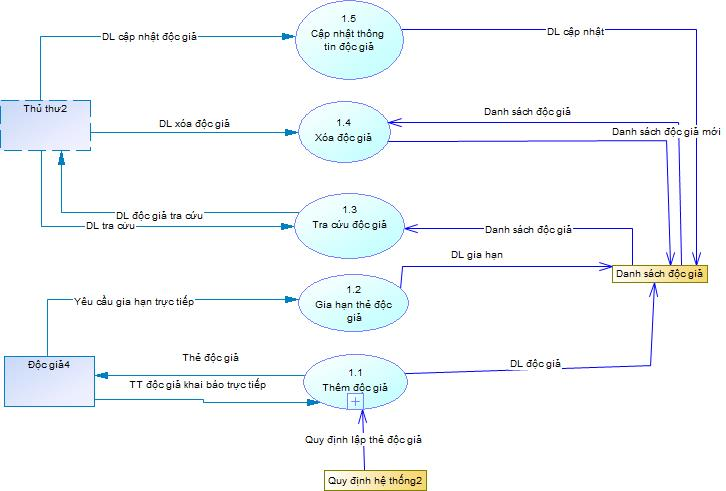 1.5
Cập nhật thông
tin độc giả
DL cập nhật độc giả
DL cập nhật
Thủ thư2
1.4
Xóa độc giả
DL xóa độc giả
Danh sách độc giả
Danh sách độc giả mới
1.3
Tra cứu độc giả
DL độc giả tra cứu
DL tra cứu
Danh sách độc giả
DL gia hạn
Danh sách độc giả
1.2
Gia hạn thẻ độc
giả
Yêu cầu gia hạn trực tiếp
Độc giả4
Thẻ độc giả
TT độc giả khai báo trực tiếp
1.1
Thêm độc giả
DL độc giả
Quy định lập thẻ độc giả
Quy định hệ thống2